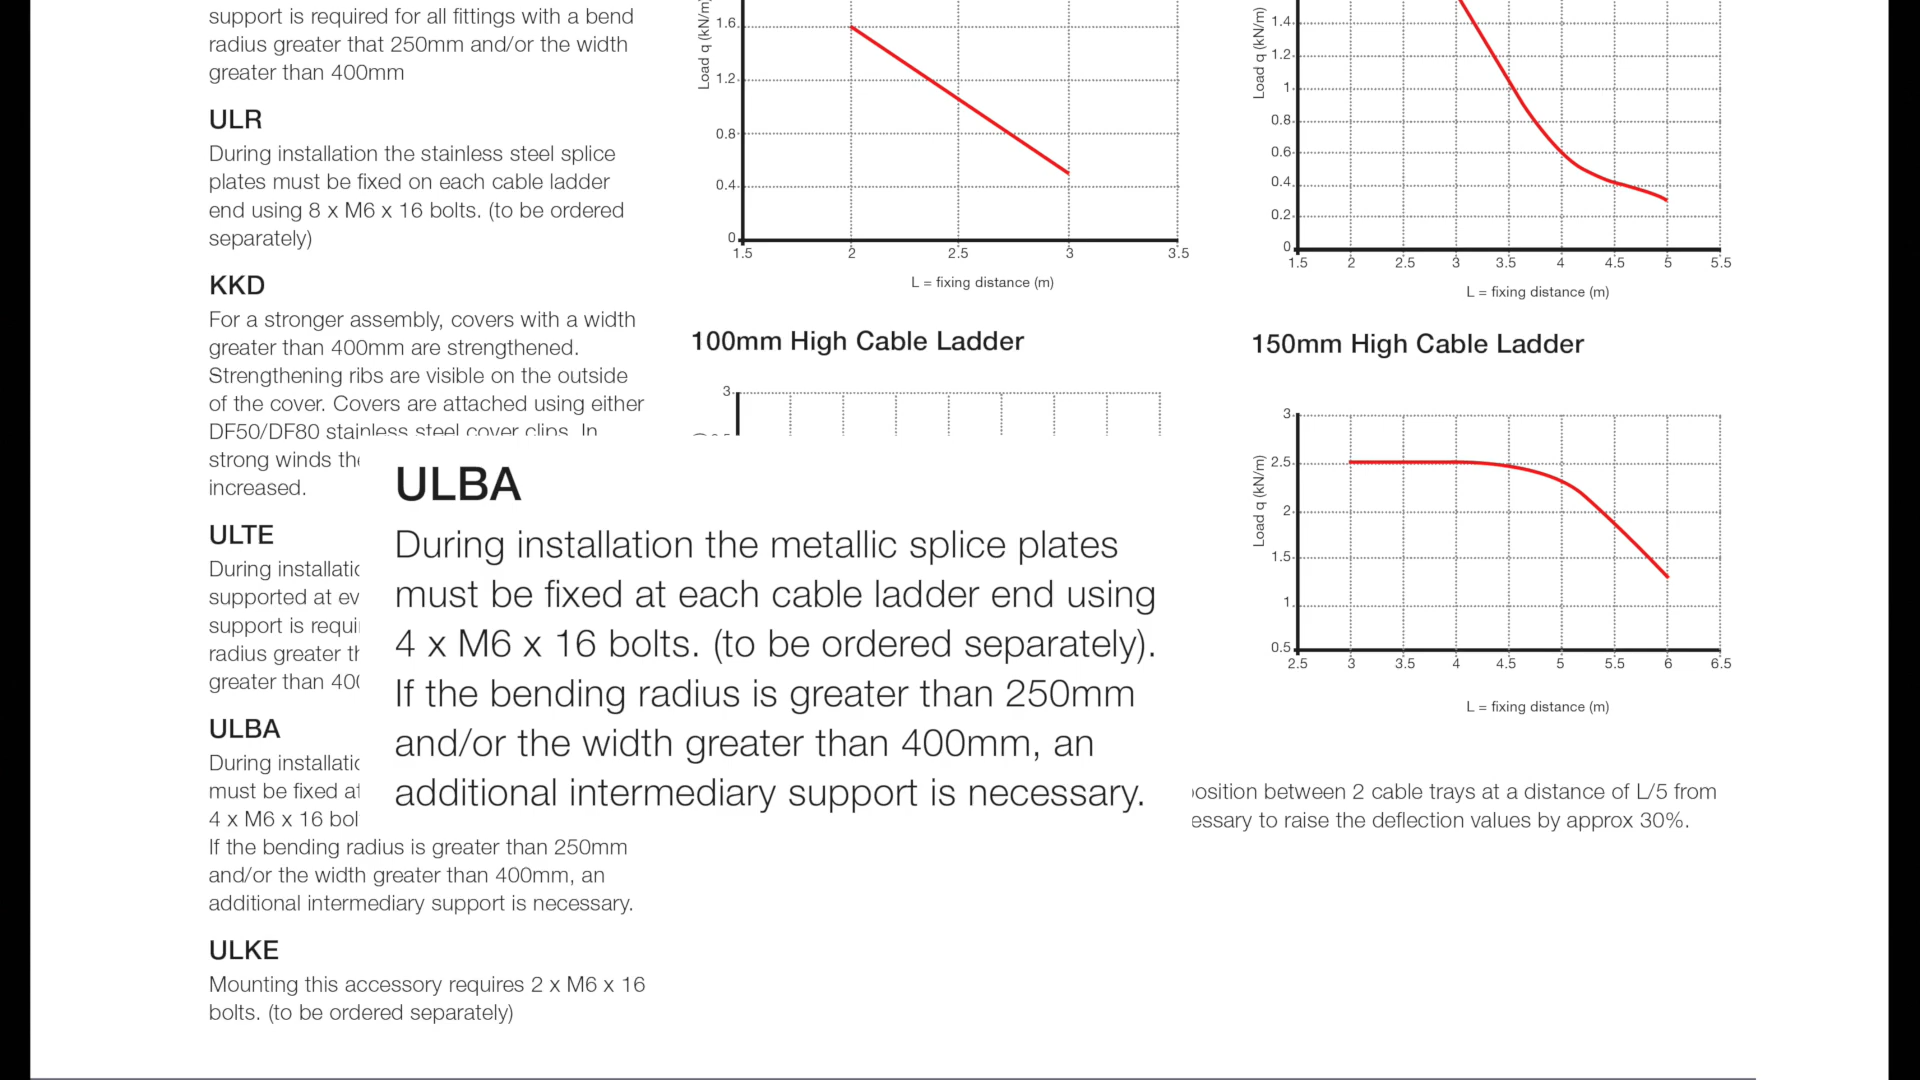 support is required for all fittings with a bend
radius greater that 250mm and/or the width
greater than 400mm
ULR
During installation the stainless steel splice
plates must be fixed on each cable ladder
end using 8 x M6 x 16 bolts. (to be ordered
separately)
KKD
For a stronger assembly, covers with a width
greater than 400mm are strengthened.
Strengthening ribs are visible on the outside
of the cover. Covers are attached using either
DF50/DF80 stainless steel cover clips. In
strong winds the
increased.
ULTE
During installatio
supported at ev
support is requi
radius greater th
greater than 400
ULBA
During installatio
must be fixed at
4 x M6 x 16 bol
If the bending radius is greater than 250mm
and/or the width greater than 400mm, an
additional intermediary support is necessary.
ULKE
Mounting this accessory requires 2 x M6 x 16
bolts. (to be ordered separately)
Load q (kN/m)
1.6
1.2
0.8
0.4
0
1.5 2 2.5 3 3.5
L = fixing distance (m)
Load q (kN/m)
1.4
1.2
1
0.8
0.6
0.4
0.2
0
1.5 2 2.5 3 3.5 4 4.5 5 5.5
L = fixing distance (m)
100mm High Cable Ladder
3
150mm High Cable Ladder
Load q (kN/m)
3
2.5
2
1.5
1
0.5
2.5 3 3.5 4 4.5 5 5.5 6 6.5
L = fixing distance (m)
ULBA
During installation the metallic splice plates
must be fixed at each cable ladder end using
4 x M6 x 16 bolts. (to be ordered separately).
If the bending radius is greater than 250mm
and/or the width greater than 400mm, an
additional intermediary support is necessary.
position between 2 cable trays at a distance of L/5 from
essary to raise the deflection values by approx 30%.